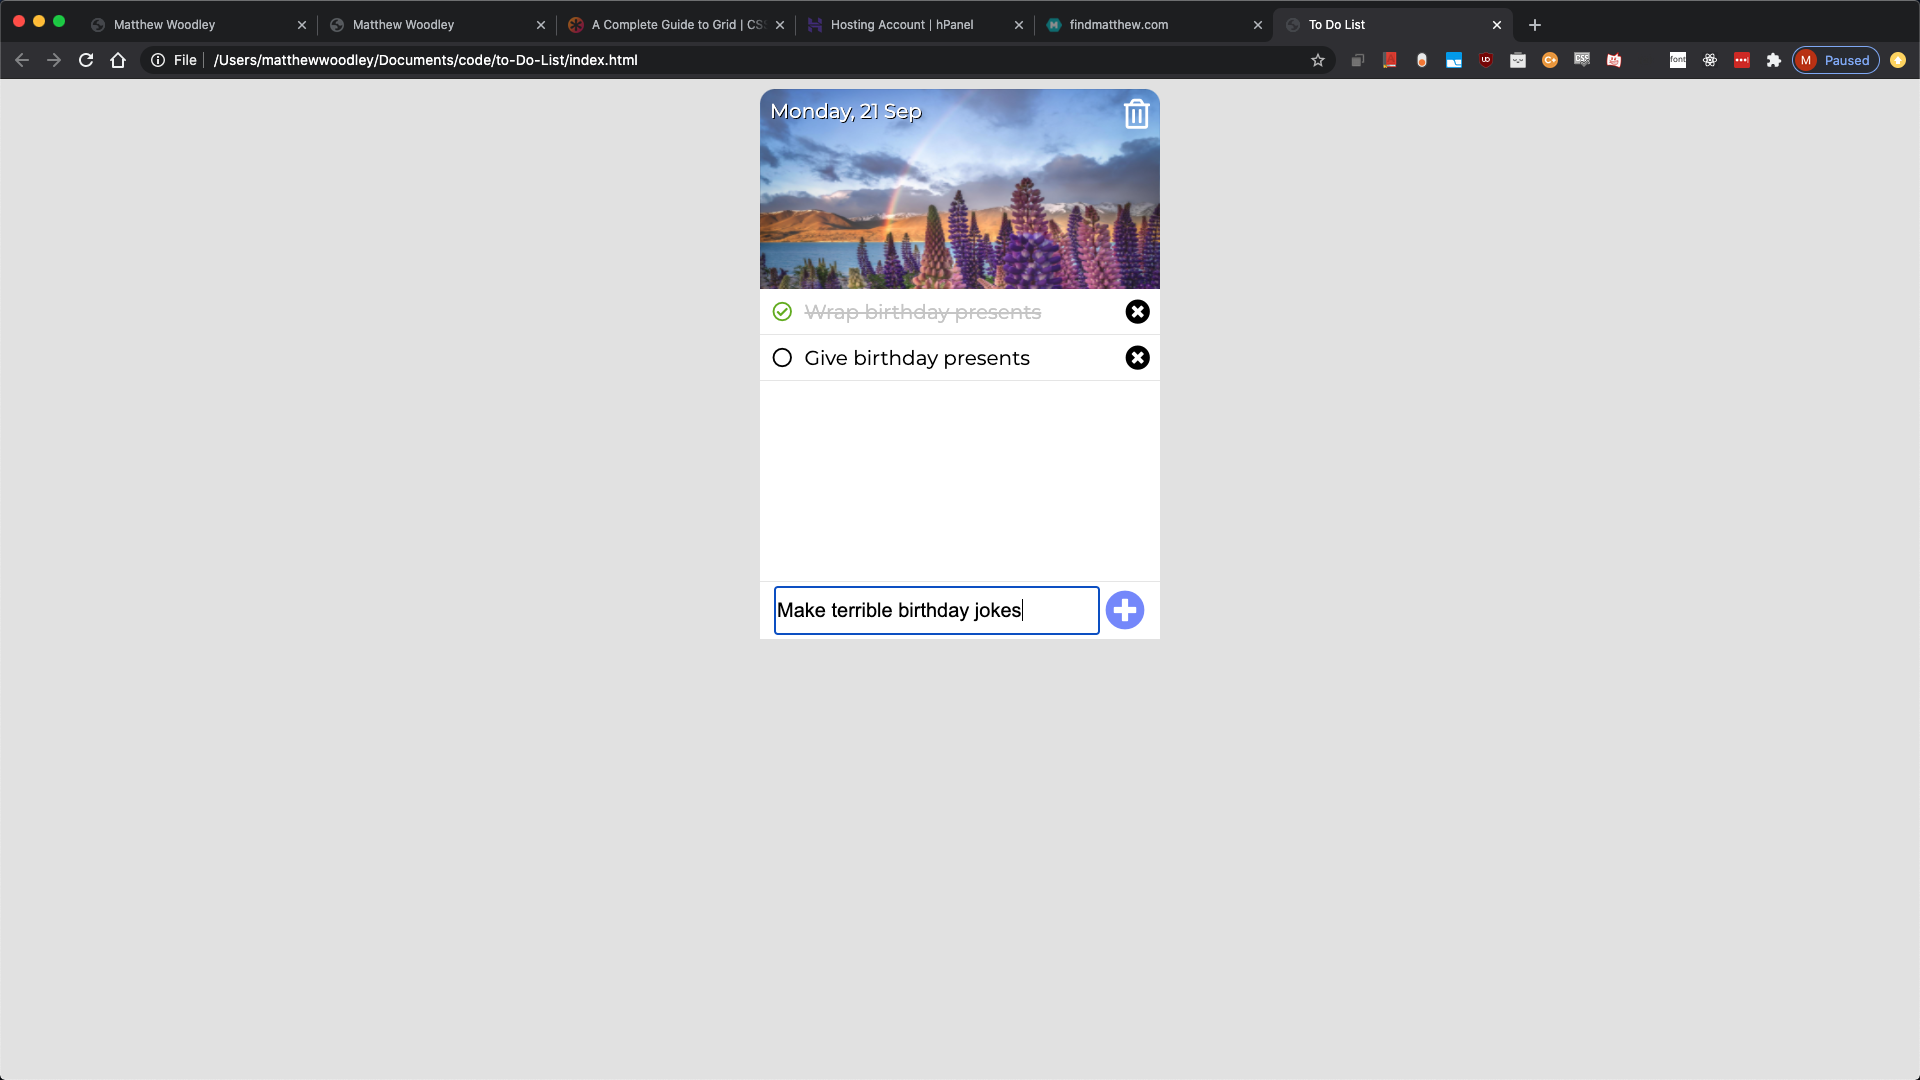 Matthew Woodley
Matthew Woodley
A Complete Guide to Grid | CS
Hosting Account | hPanel
findmatthew.com
To Do List
File
/Users/matthewwoodley/Documents/code/to-Do-List/index.html
font
M
Paused
Monday, 21 Sep
Wrap birthday presents
Give birthday presents
Make terrible birthday jokes